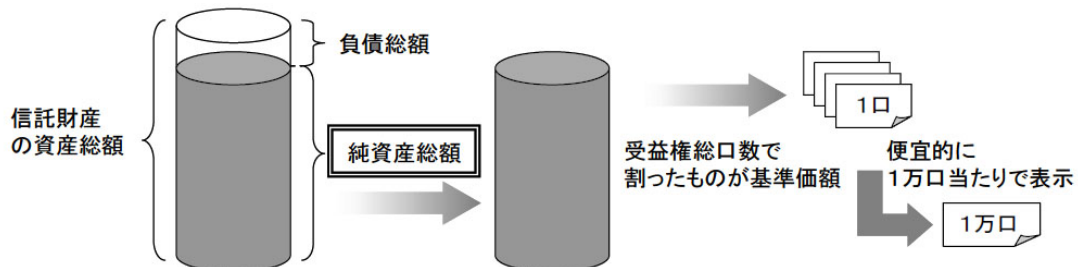 負債総額
信託財産
の資産総額
純資産総額
受益権総口数で
割ったものが基準価額
1口
便宜的に
1万口当たりで表示
1万口